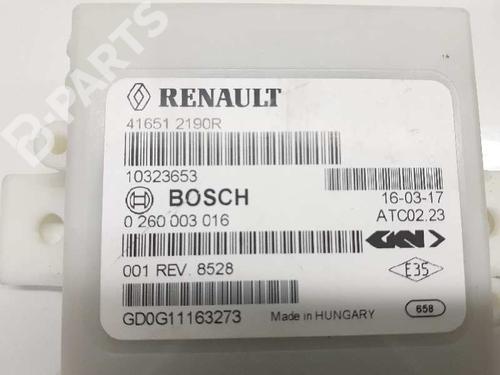 B-PARTS
RENAULT
41651 2190R
10323653
BOSCH 16-03-17
0 260 003 016 ATC02.23
GKN
001 REV. 8528 E35
GD0G11163273 Made in HUNGARY 658